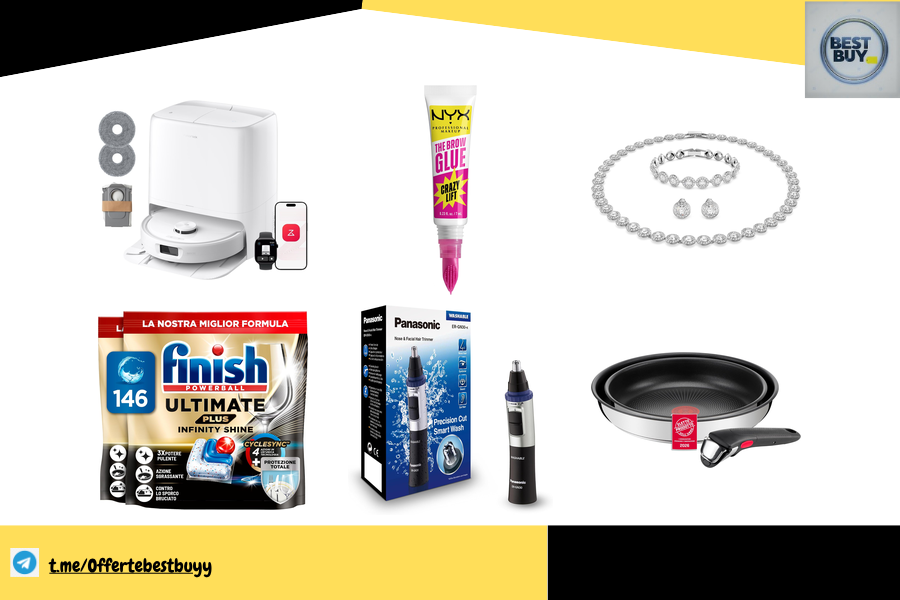 BEST
BUY
NYX
PROFESSIONAL
MAKEUP
THE BROW
GLUE
CRAZY
LIFT
LA NOSTRA MIGLIOR FORMULA
finish
POWERBALL
146
ULTIMATE
PLUS
INFINITY SHINE
CYCLESYNC
3XPOTERE
PULENTE
AZIONE
SGRASSANTE
CONTRO
LO SPORCO
BRUCIATO
PROTEZIONE
TOTALE
Panasonic
WASHABLE
Panasonic
Nose & Facial Hair Trimmer
Precision Cut
Smart Wash
Panasonic
t.me/Offertebestbuyy